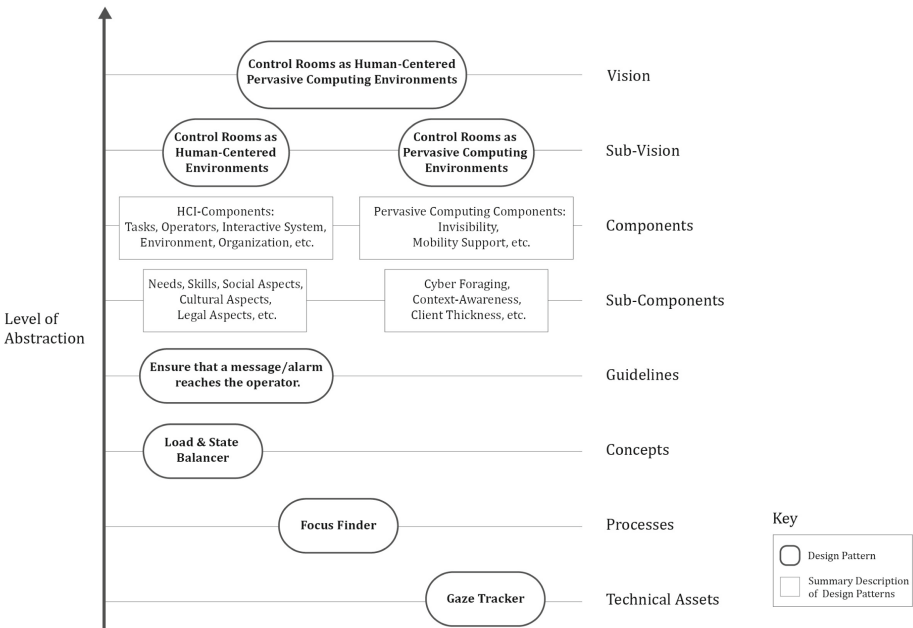 Control Rooms as Human-Centered
Pervasive Computing Environments
Vision
Control Rooms as
Human-Centered
Environments
Control Rooms as
Pervasive Computing
Environments
Sub-Vision
HCI-Components:
Tasks, Operators, Interactive System,
Environment, Organization, etc.
Pervasive Computing Components:
Invisibility,
Mobility Support, etc.
Components
Needs, Skills, Social Aspects,
Cultural Aspects,
Legal Aspects, etc.
Cyber Foraging,
Context-Awareness,
Client Thickness, etc.
Sub-Components
Level of
Abstraction
Ensure that a message/alarm
reaches the operator.
Guidelines
Load & State
Balancer
Concepts
Focus Finder
Processes
Gaze Tracker
Technical Assets
Key
Design Pattern
Summary Description
of Design Patterns